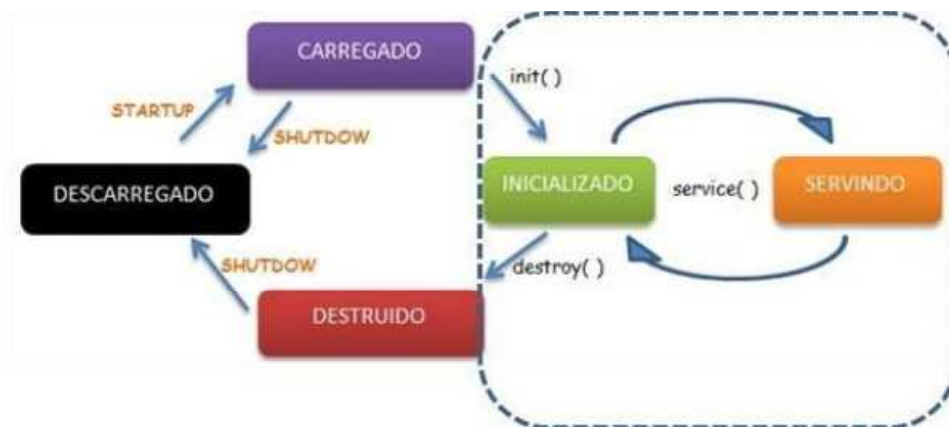 CARREGADO
init( )
STARTUP
SHUTDOW
DESCARREGADO
INICIALIZADO
service( )
SERVINDO
SHUTDOW
destroy( )
DESTRUIDO